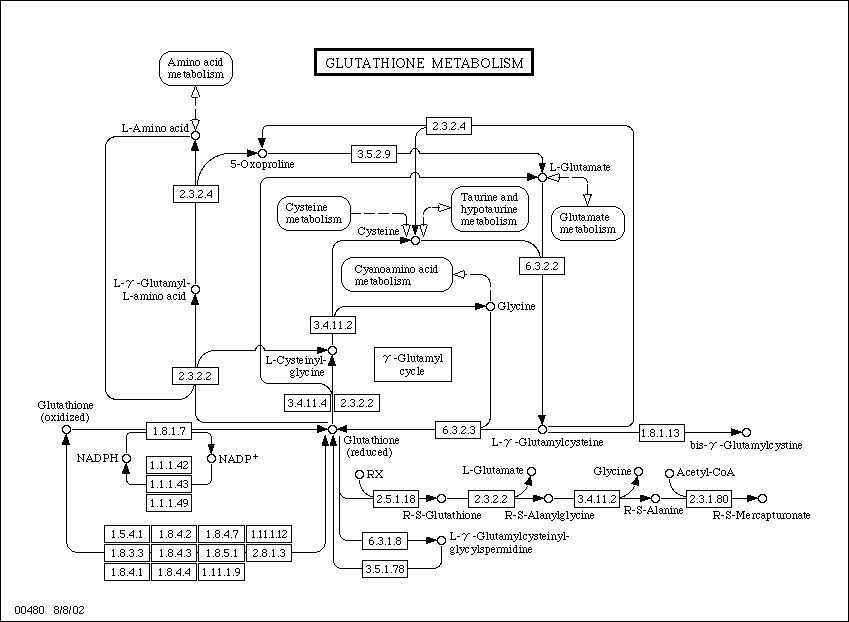 GLUTATHIONE METABOLISM
Amino acid
metabolism
L-Amino acid
2.3.2.4
5-Oxoproline
3.5.2.9
L-Glutamate
2.3.2.4
Cysteine
metabolism
Taurine and
hypotaurine
metabolism
Glutamate
metabolism
Cysteine
6.3.2.2
Cyanoamino acid
metabolism
L-γ-Glutamyl-
L-amino acid
Glycine
3.4.11.2
L-Cysteinyl-
glycine
γ-Glutamyl
cycle
2.3.2.2
3.4.11.4
2.3.2.2
Glutathione
(oxidized)
1.8.1.7
Glutathione
(reduced)
6.3.2.3
L-γ-Glutamylcysteine
1.8.1.13
bis-γ-Glutamylcystine
NADPH
NADP+
1.1.1.42
1.1.1.43
1.1.1.49
RX
L-Glutamate
Glycine
Acetyl-CoA
2.5.1.18
2.3.2.2
3.4.11.2
2.3.1.80
R-S-Glutathione
R-S-Alanylglycine
R-S-Alanine
R-S-Mercapturonate
1.5.4.1
1.8.4.2
1.8.4.7
1.11.1.12
1.8.3.3
1.8.4.3
1.8.5.1
2.8.1.3
1.8.4.1
1.8.4.4
1.11.1.9
6.3.1.8
L-γ-Glutamylcysteinyl-
glycylspermidine
3.5.1.78
00480 8/8/02